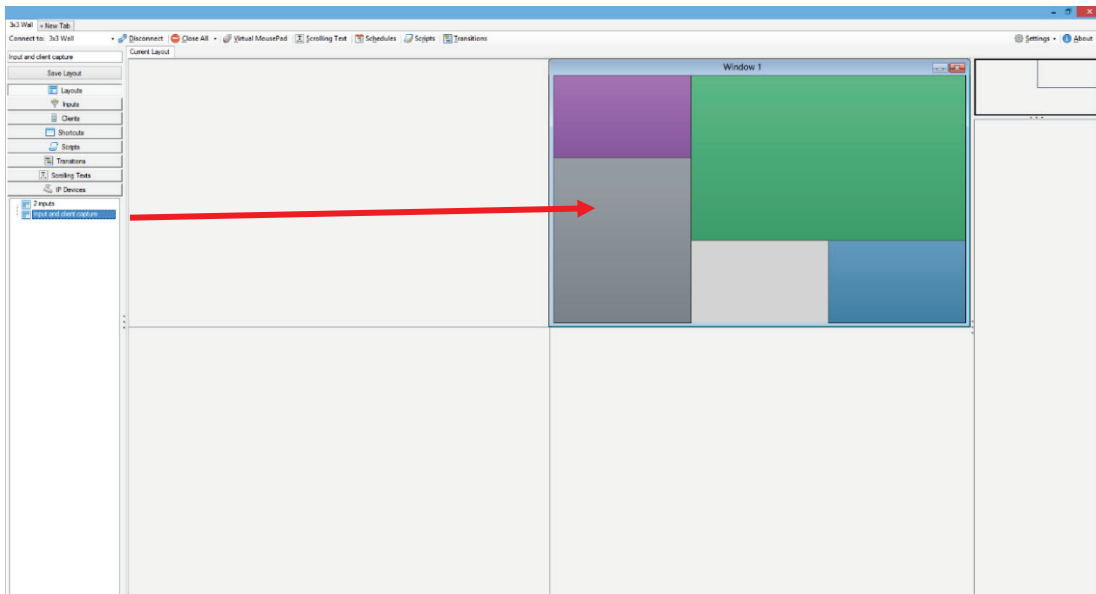 3x3 Wall + New Tab
Connect to: 3x3 Wall Disconnect Close All Virtual MousePad Scrolling Text Schedules Scripts Transitions Settings About
Input and client capture
Current Layout
Save Layout
Window 1
Layouts
Inputs
Clients
Shortcuts
Scripts
Transitions
Scrolling Texts
IP Devices
2 inputs
Input and client capture